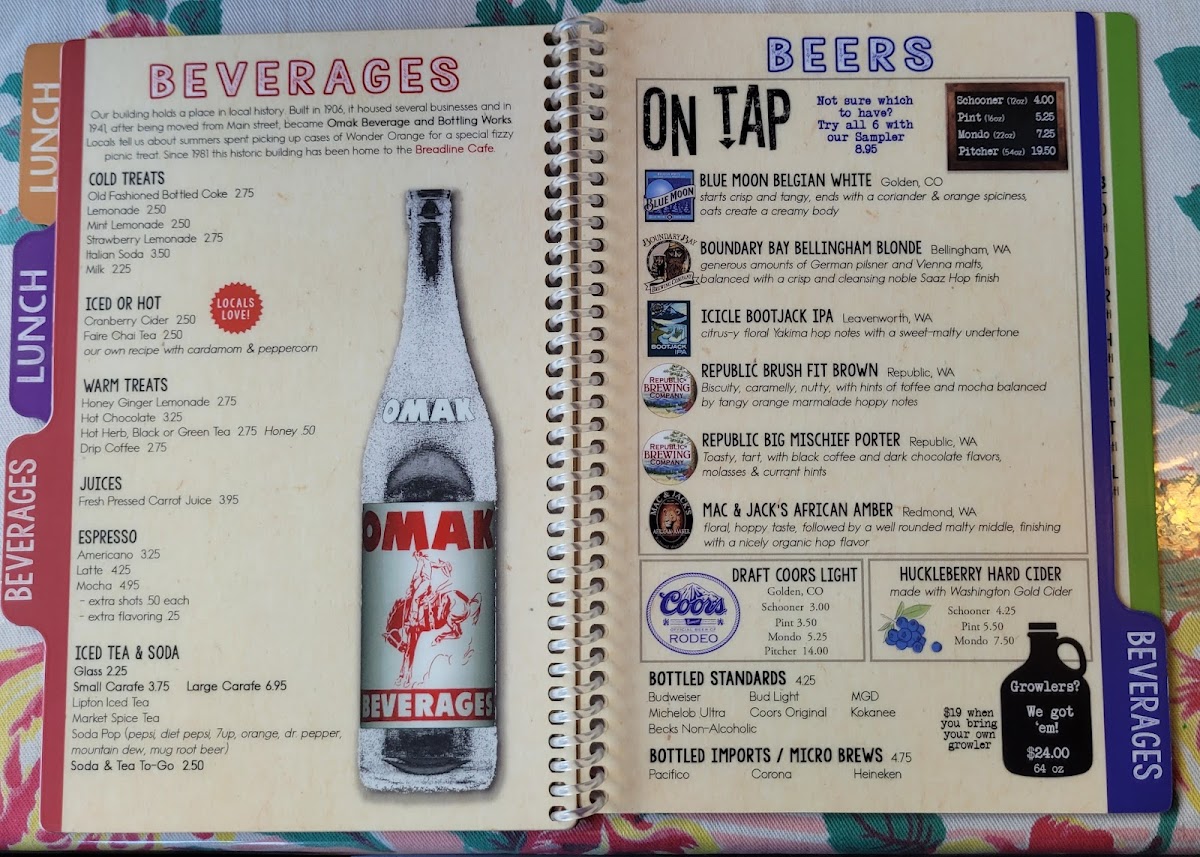 LUNCH
LUNCH
BEVERAGES
BEVERAGES
Our building holds a place in local history. Built in 1906, it housed several businesses and in
1941, after being moved from Main street, became Omak Beverage and Bottling Works.
Locals tell us about summers spent picking up cases of Wonder Orange for a special fizzy
picnic treat. Since 1981 this historic building has been home to the Breadline Cafe.
COLD TREATS
Old Fashioned Bottled Coke 2.75
Lemonade 2.50
Mint Lemonade 2.50
Strawberry Lemonade 2.75
Italian Soda 3.50
Milk 2.25
ICED OR HOT
Cranberry Cider 2.50
Faire Chai Tea 2.50
our own recipe with cardamom & peppercorn
LOCALS
LOVE!
WARM TREATS
Honey Ginger Lemonade 2.75
Hot Chocolate 3.25
Hot Herb, Black or Green Tea 2.75 Honey .50
Drip Coffee 2.75
JUICES
Fresh Pressed Carrot Juice 3.95
ESPRESSO
Americano 3.25
Latte 4.25
Mocha 4.95
- extra shots .50 each
- extra flavoring .25
ICED TEA & SODA
Glass 2.25
Small Carafe 3.75 Large Carafe 6.95
Lipton Iced Tea
Market Spice Tea
Soda Pop (pepsi, diet pepsi, 7up, orange, dr. pepper,
mountain dew, mug root beer)
Soda & Tea To-Go 2.50
OMAK
OMAK
BEVERAGES
BEERS
ON TAP
Not sure which
to have?
Try all 6 with
our Sampler
8.95
Schooner (12oz) 4.00
Pint (16oz) 5.25
Mondo (22oz) 7.25
Pitcher (54oz) 19.50
BLUE MOON
BLUE MOON BELGIAN WHITE Golden, CO
starts crisp and tangy, ends with a coriander & orange spiciness,
oats create a creamy body
BOUNDARY BAY
BREWING COMPANY
BOUNDARY BAY BELLINGHAM BLONDE Bellingham, WA
generous amounts of German pilsner and Vienna malts,
balanced with a crisp and cleansing noble Saaz Hop finish
BOOTJACK
IPA
ICICLE BOOTJACK IPA Leavenworth, WA
citrus-y floral Yakima hop notes with a sweet-malty undertone
REPUBLIC
BREWING
COMPANY
REPUBLIC BRUSH FIT BROWN Republic, WA
Biscuity, caramelly, nutty, with hints of toffee and mocha balanced
by tangy orange marmalade hoppy notes
REPUBLIC
BREWING
COMPANY
REPUBLIC BIG MISCHIEF PORTER Republic, WA
Toasty, tart, with black coffee and dark chocolate flavors,
molasses & currant hints
MAC & JACK'S
AFRICAN AMBER
MAC & JACK'S AFRICAN AMBER Redmond, WA
floral, hoppy taste, followed by a well rounded malty middle, finishing
with a nicely organic hop flavor
Coors
OFFICIAL BEER OF
RODEO
DRAFT COORS LIGHT
Golden, CO
Schooner 3.00
Pint 3.50
Mondo 5.25
Pitcher 14.00
HUCKLEBERRY HARD CIDER
made with Washington Gold Cider
Schooner 4.25
Pint 5.50
Mondo 7.50
BOTTLED STANDARDS 4.25
Budweiser Bud Light MGD
Michelob Ultra Coors Original Kokanee
Becks Non-Alcoholic
BOTTLED IMPORTS / MICRO BREWS 4.75
Pacifico Corona Heineken
$19 when
you bring
your own
growler
Growlers?
We got
'em!
$24.00
64 oz
BEVERAGES